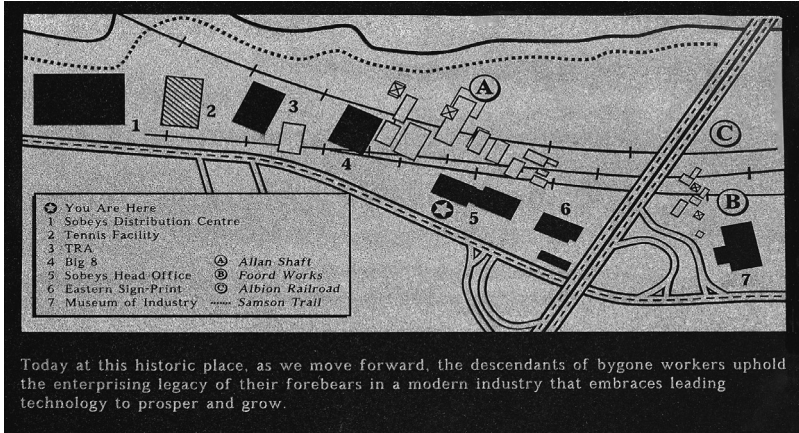 A
1
2
3
4
C
B
5
6
7
You Are Here
1 Sobeys Distribution Centre
2 Tennis Facility
3 TRA
4 Big 8
5 Sobeys Head Office
6 Eastern Sign-Print
7 Museum of Industry
A Allan Shaft
B Foord Works
C Albion Railroad
Samson Trail
Today at this historic place, as we move forward, the descendants of bygone workers uphold
the enterprising legacy of their forebears in a modern industry that embraces leading
technology to prosper and grow.